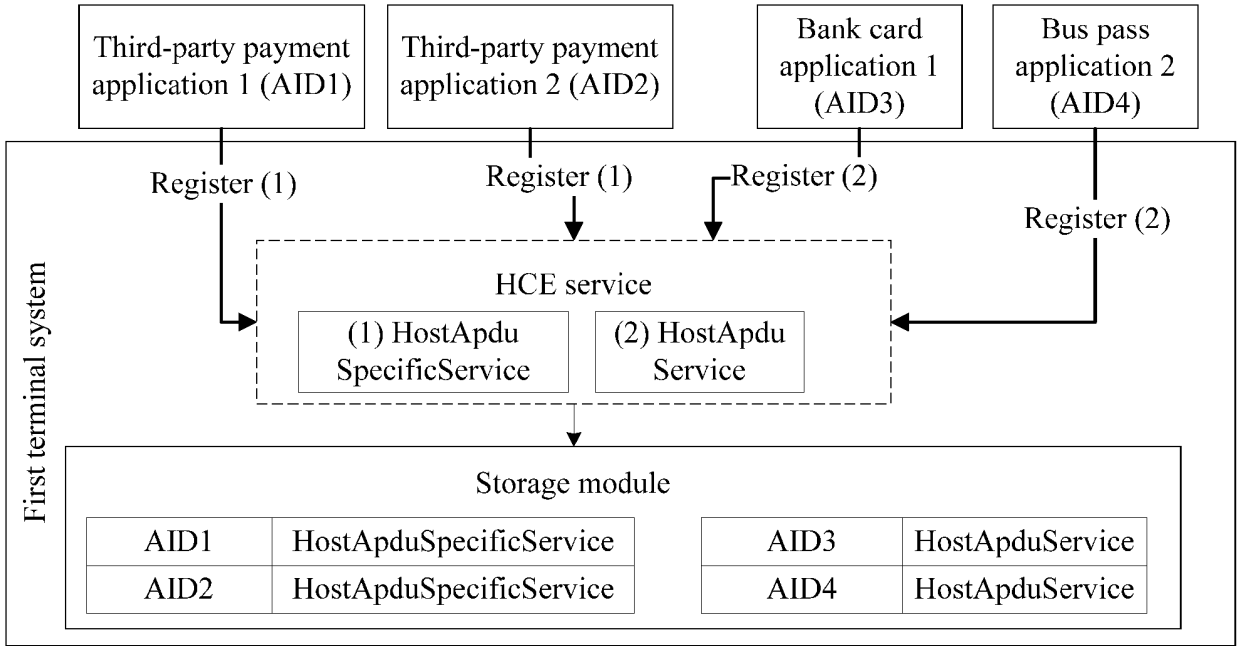 Third-party payment
application 1 (AID1)
Third-party payment
application 2 (AID2)
Bank card
application 1
(AID3)
Bus pass
application 2
(AID4)
Register (1)
Register (1)
Register (2)
Register (2)
First terminal system
HCE service
(1) HostApdu
SpecificService
(2) HostApdu
Service
Storage module
AID1 HostApduSpecificService
AID2 HostApduSpecificService
AID3 HostApduService
AID4 HostApduService